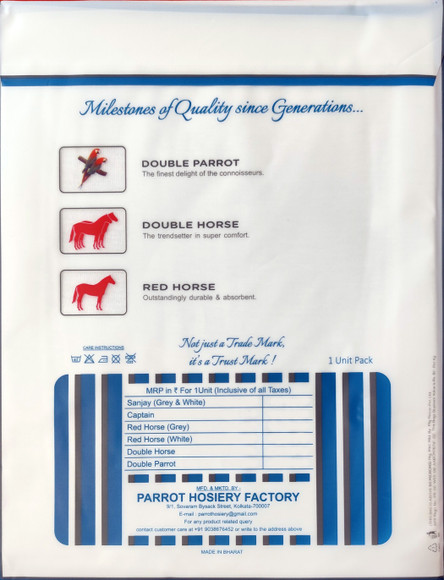 Milestones of Quality since Generations...
DOUBLE PARROT
The finest delight of the connoisseurs.
DOUBLE HORSE
The trendsetter in super comfort.
RED HORSE
Outstandingly durable & absorbent.
CARE INSTRUCTIONS
Not just a Trade Mark,
it's a Trust Mark !
1 Unit Pack
MRP in ₹ For 1Unit (Inclusive of all Taxes)
Sanjay (Grey & White)
Captain
Red Horse (Grey)
Red Horse (White)
Double Horse
Double Parrot
MFD. & MKTG. BY :
PARROT HOSIERY FACTORY
9/1, Sovaram Bysack Street, Kolkata-700007
E-mail : parrothosiery@gmail.com
For any product related query
contact customer care at +91 9038676452 or write to the address above
MADE IN BHARAT